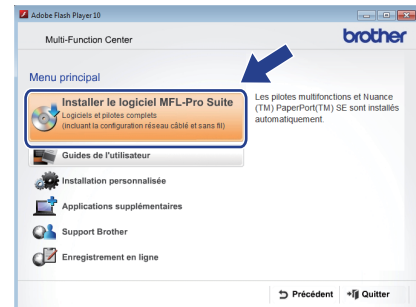 Adobe Flash Player 10
Multi-Function Center
brother
Menu principal
Installer le logiciel MFL-Pro Suite
Logiciels et pilotes complets
(incluant la configuration réseau câblé et sans fil)
Les pilotes multifonctions et Nuance
(TM) PaperPort(TM) SE sont installés
automatiquement.
Guides de l'utilisateur
Installation personnalisée
Applications supplémentaires
Support Brother
Enregistrement en ligne
Précédent
Quitter